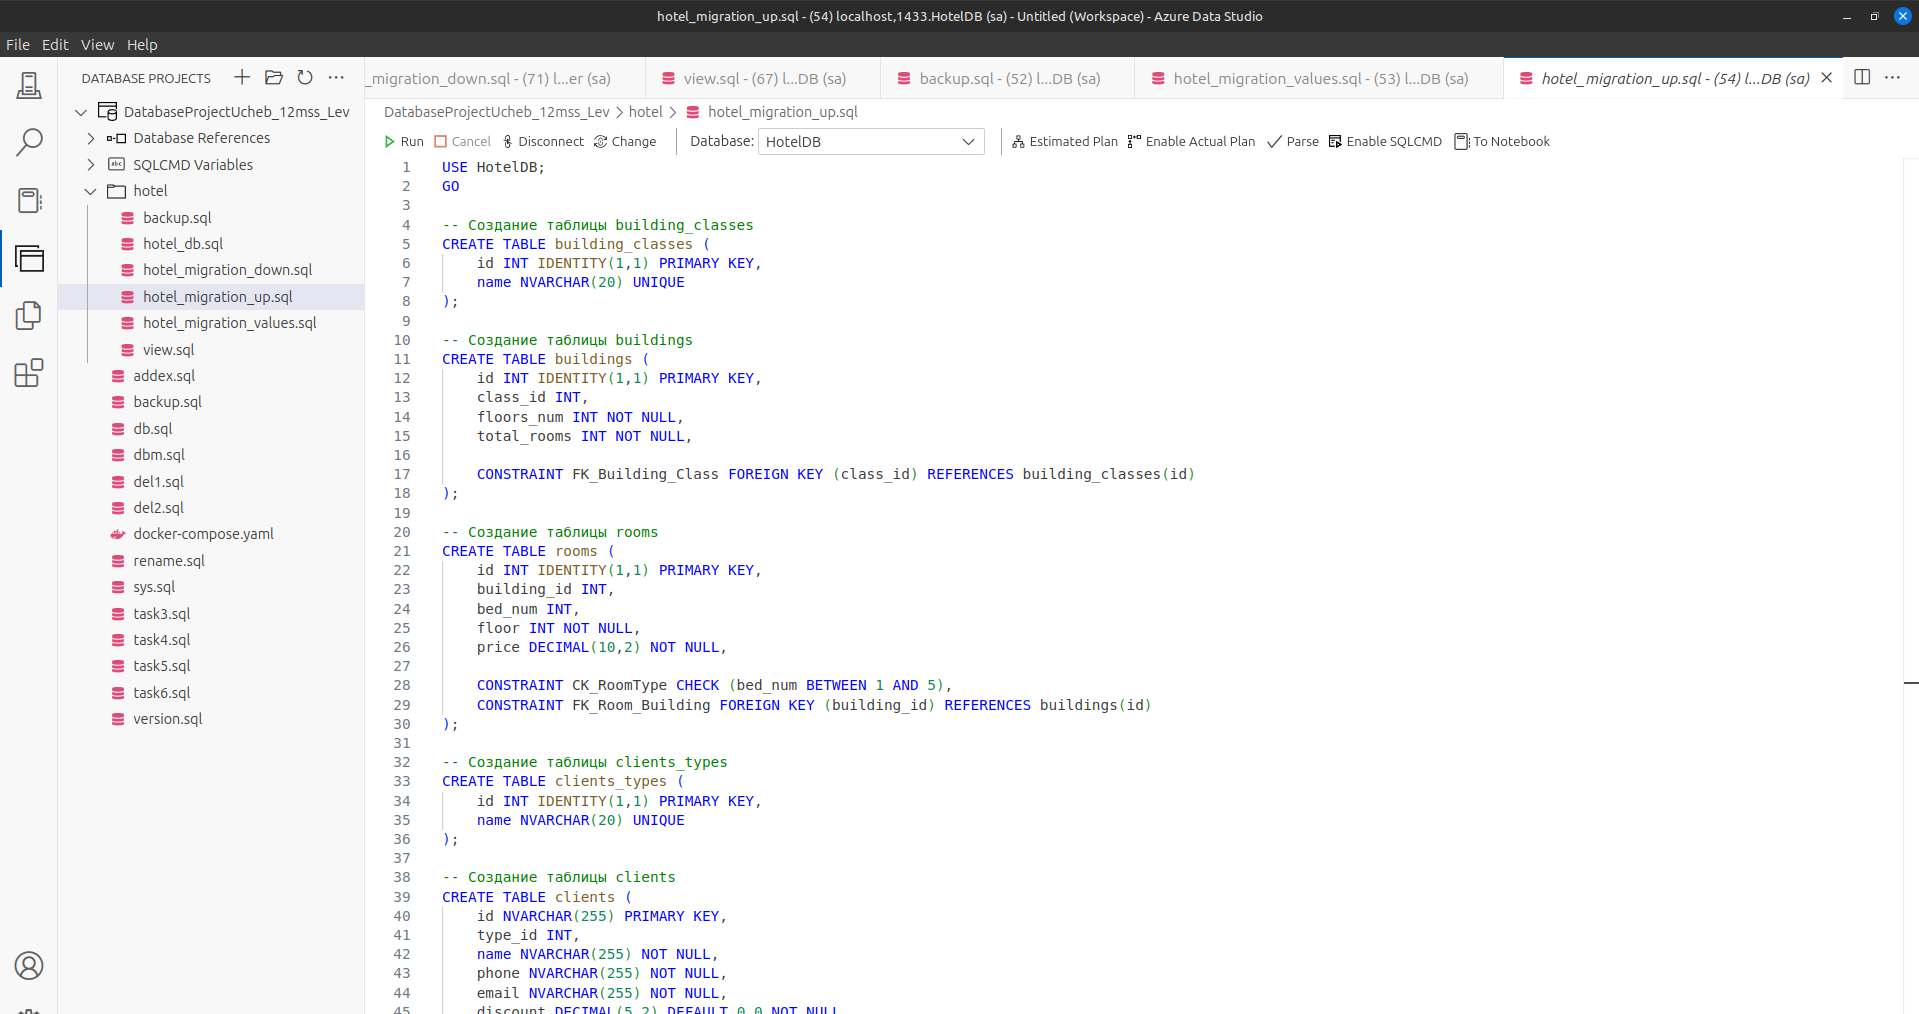 hotel_migration_up.sql - (54) localhost,1433.HotelDB (sa) - Untitled (Workspace) - Azure Data Studio
File Edit View Help
DATABASE PROJECTS
DatabaseProjectUcheb_12mss_Lev
Database References
SQLCMD Variables
hotel
backup.sql
hotel_db.sql
hotel_migration_down.sql
hotel_migration_up.sql
hotel_migration_values.sql
view.sql
addex.sql
backup.sql
db.sql
dbm.sql
del1.sql
del2.sql
docker-compose.yaml
rename.sql
sys.sql
task3.sql
task4.sql
task5.sql
task6.sql
version.sql
_migration_down.sql - (71) l...er (sa) view.sql - (67) l...DB (sa) backup.sql - (52) l...DB (sa) hotel_migration_values.sql - (53) l...DB (sa) hotel_migration_up.sql - (54) l...DB (sa)
DatabaseProjectUcheb_12mss_Lev > hotel > hotel_migration_up.sql
Run Cancel Disconnect Change Database: HotelDB Estimated Plan Enable Actual Plan Parse Enable SQLCMD To Notebook
1 USE HotelDB;
2 GO
3
4 -- Создание таблицы building_classes
5 CREATE TABLE building_classes (
6 id INT IDENTITY(1,1) PRIMARY KEY,
7 name NVARCHAR(20) UNIQUE
8 );
9
10 -- Создание таблицы buildings
11 CREATE TABLE buildings (
12 id INT IDENTITY(1,1) PRIMARY KEY,
13 class_id INT,
14 floors_num INT NOT NULL,
15 total_rooms INT NOT NULL,
16
17 CONSTRAINT FK_Building_Class FOREIGN KEY (class_id) REFERENCES building_classes(id)
18 );
19
20 -- Создание таблицы rooms
21 CREATE TABLE rooms (
22 id INT IDENTITY(1,1) PRIMARY KEY,
23 building_id INT,
24 bed_num INT,
25 floor INT NOT NULL,
26 price DECIMAL(10,2) NOT NULL,
27
28 CONSTRAINT CK_RoomType CHECK (bed_num BETWEEN 1 AND 5),
29 CONSTRAINT FK_Room_Building FOREIGN KEY (building_id) REFERENCES buildings(id)
30 );
31
32 -- Создание таблицы clients_types
33 CREATE TABLE clients_types (
34 id INT IDENTITY(1,1) PRIMARY KEY,
35 name NVARCHAR(20) UNIQUE
36 );
37
38 -- Создание таблицы clients
39 CREATE TABLE clients (
40 id NVARCHAR(255) PRIMARY KEY,
41 type_id INT,
42 name NVARCHAR(255) NOT NULL,
43 phone NVARCHAR(255) NOT NULL,
44 email NVARCHAR(255) NOT NULL,
45 discount DECIMAL(5,2) DEFAULT 0.0 NOT NULL